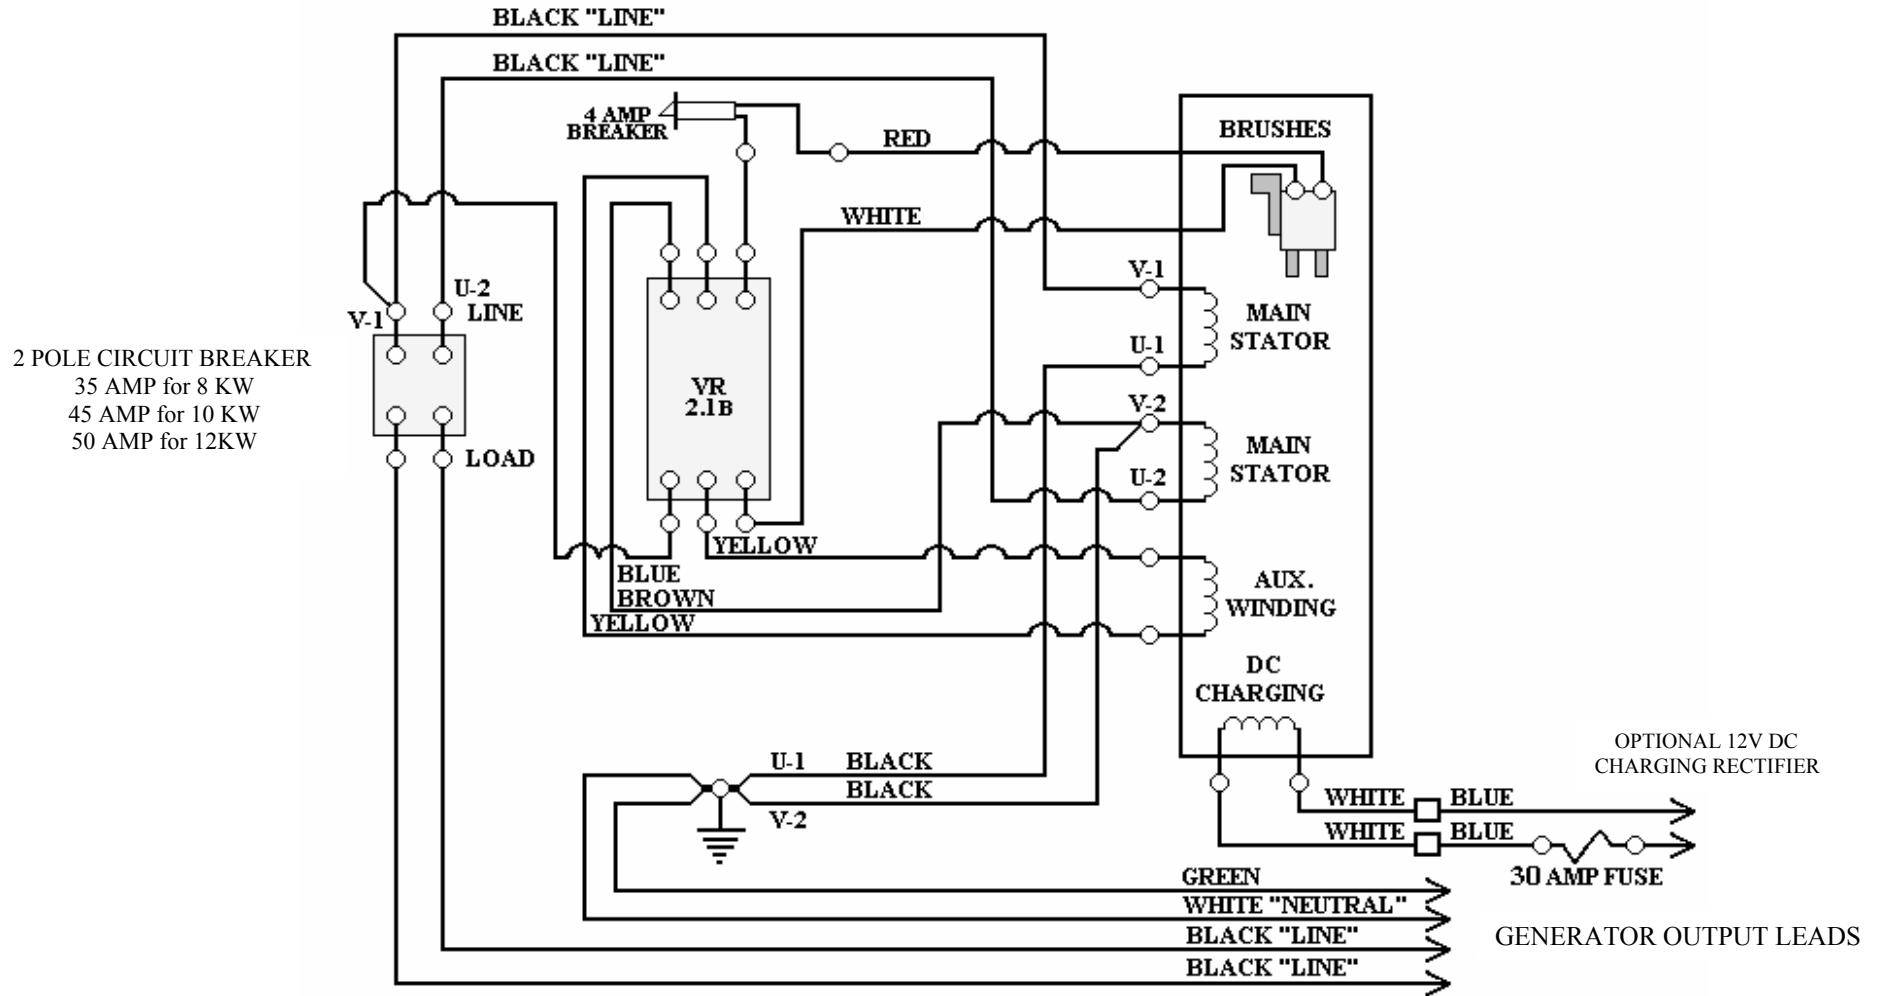 BLACK "LINE"
BLACK "LINE"
4 AMP
BREAKER
RED
BRUSHES
WHITE
V-1
U-2
LINE
V-1
MAIN
STATOR
U-1
2 POLE CIRCUIT BREAKER
35 AMP for 8 KW
45 AMP for 10 KW
50 AMP for 12KW
VR
2.1B
V-2
LOAD
MAIN
STATOR
U-2
YELLOW
BLUE
BROWN
YELLOW
AUX.
WINDING
DC
CHARGING
U-1
BLACK
BLACK
V-2
OPTIONAL 12V DC
CHARGING RECTIFIER
WHITE
BLUE
WHITE
BLUE
30 AMP FUSE
GREEN
WHITE "NEUTRAL"
BLACK "LINE"
BLACK "LINE"
GENERATOR OUTPUT LEADS